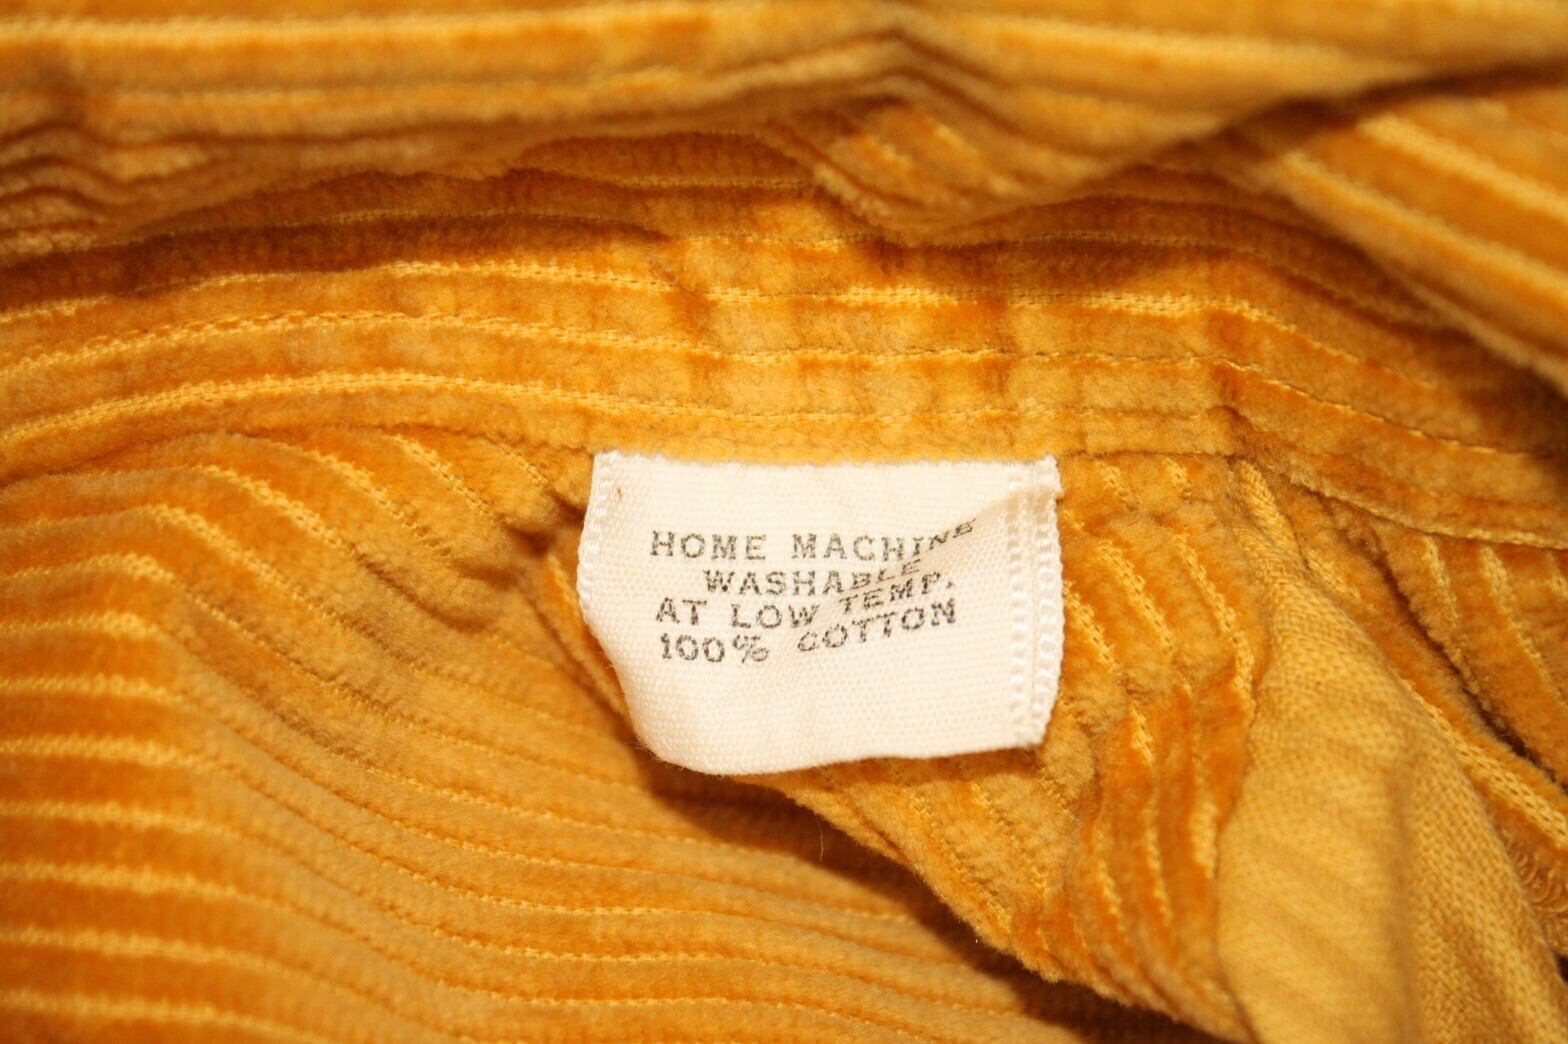 HOME MACHINE
WASHABLE
AT LOW TEMP.
100% COTTON